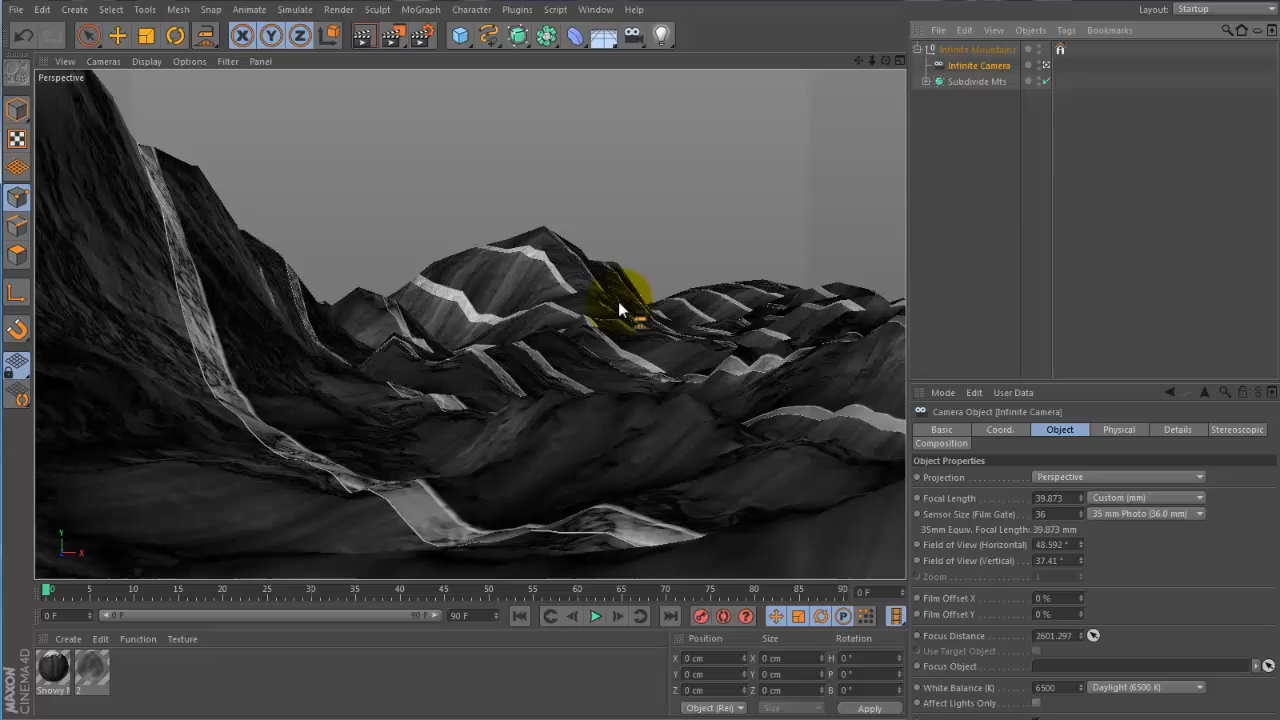 File Edit Create Select Tools Mesh Snap Animate Simulate Render Sculpt MoGraph Character Plugins Script Window Help
Layout: Startup
X Y Z
File Edit View Objects Tags Bookmarks
Infinite Mountains
Infinite Camera
Subdivide Mts
View Cameras Display Options Filter Panel
Perspective
Y
X
Mode Edit User Data
Camera Object [Infinite Camera]
Basic Coord. Object Physical Details Stereoscopic
Composition
Object Properties
Projection Perspective
Focal Length 39.873 Custom (mm)
Sensor Size (Film Gate) 36 35 mm Photo (36.0 mm)
35mm Equiv. Focal Length: 39.873 mm
Field of View (Horizontal) 48.592 °
Field of View (Vertical) 37.41 °
Zoom 1
Film Offset X 0 %
Film Offset Y 0 %
Focus Distance 2601.297
Use Target Object
Focus Object
White Balance (K) 6500 Daylight (6500 K)
Affect Lights Only
0 5 10 15 20 25 30 35 40 45 50 55 60 65 70 75 80 85 90 0 F
0 F 0 F 90 F 90 F
P
Create Edit Function Texture
Snowy 2
Position Size Rotation
X 0 cm X 0 cm H 0 °
Y 0 cm Y 0 cm P 0 °
Z 0 cm Z 0 cm B 0 °
Object (Rel) Size Apply
MAXON
CINEMA 4D